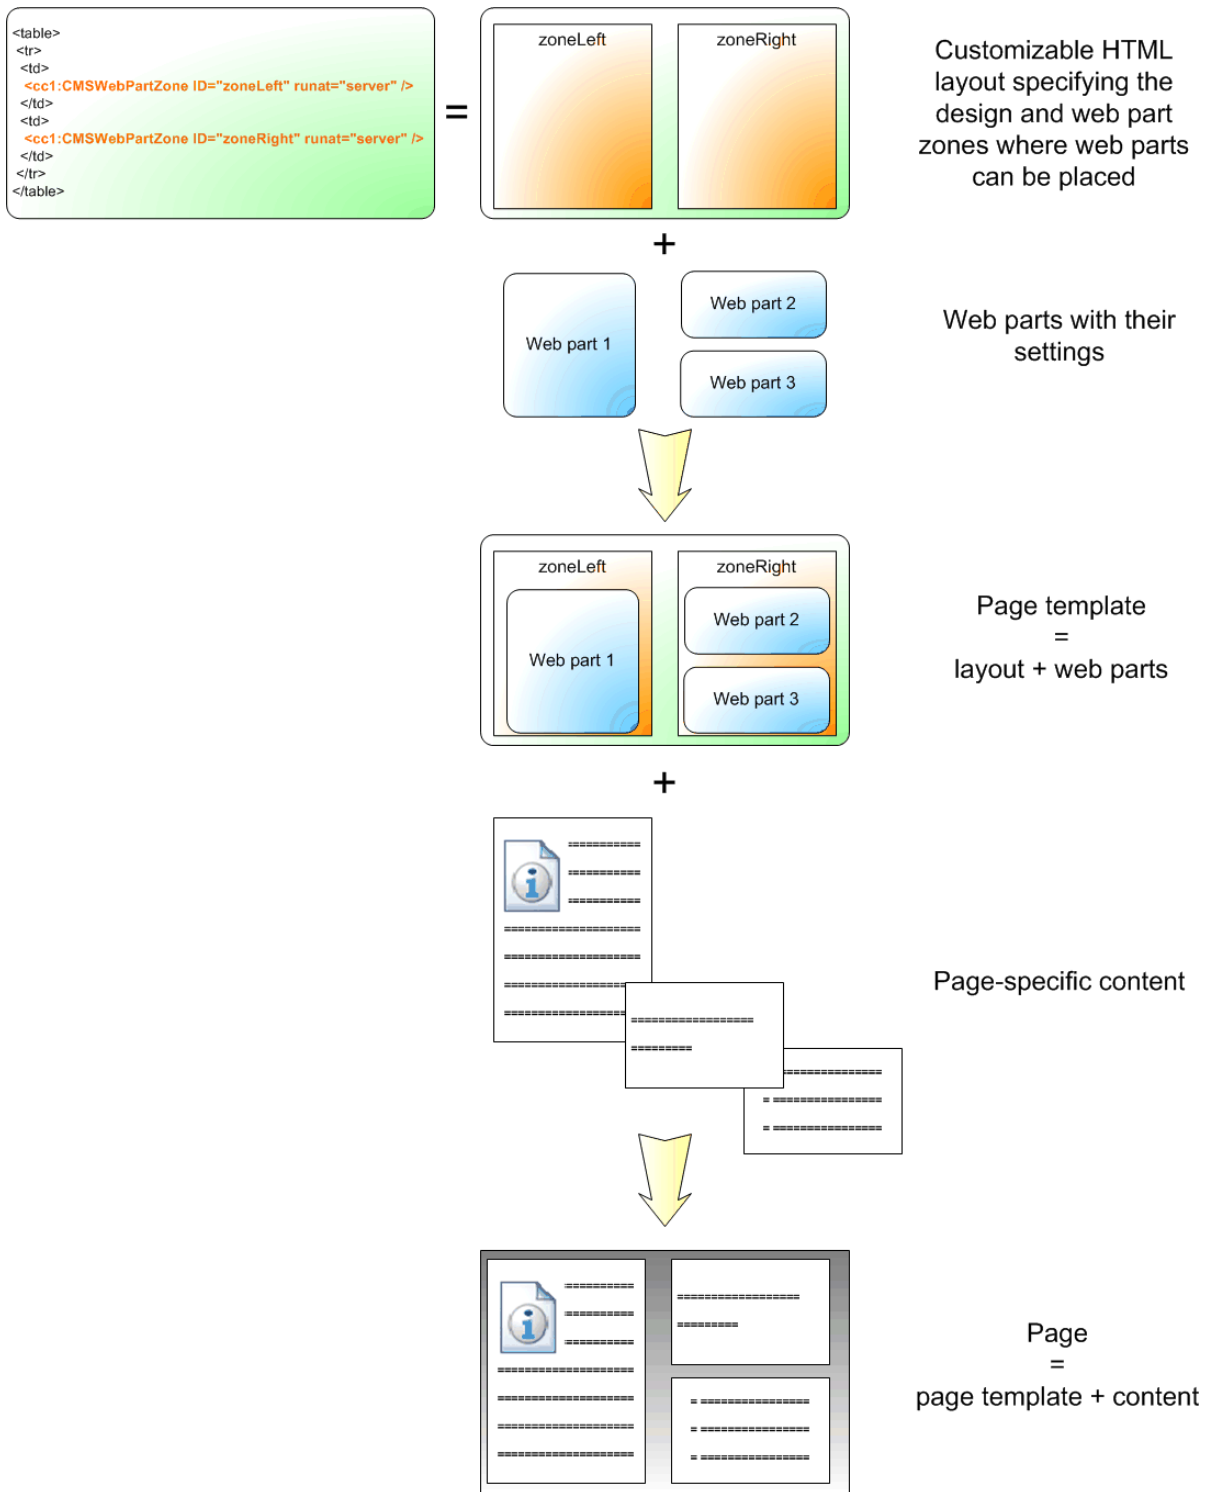 <table>
<tr>
<td>
<cc1:CMSWebPartZone ID="zoneLeft" runat="server" />
</td>
<td>
<cc1:CMSWebPartZone ID="zoneRight" runat="server" />
</td>
</tr>
</table>
=
zoneLeft
zoneRight
Customizable HTML
layout specifying the
design and web part
zones where web parts
can be placed
+
Web part 1
Web part 2
Web part 3
Web parts with their
settings
zoneLeft
zoneRight
Web part 1
Web part 2
Web part 3
Page template
=
layout + web parts
+
Page-specific content
Page
=
page template + content